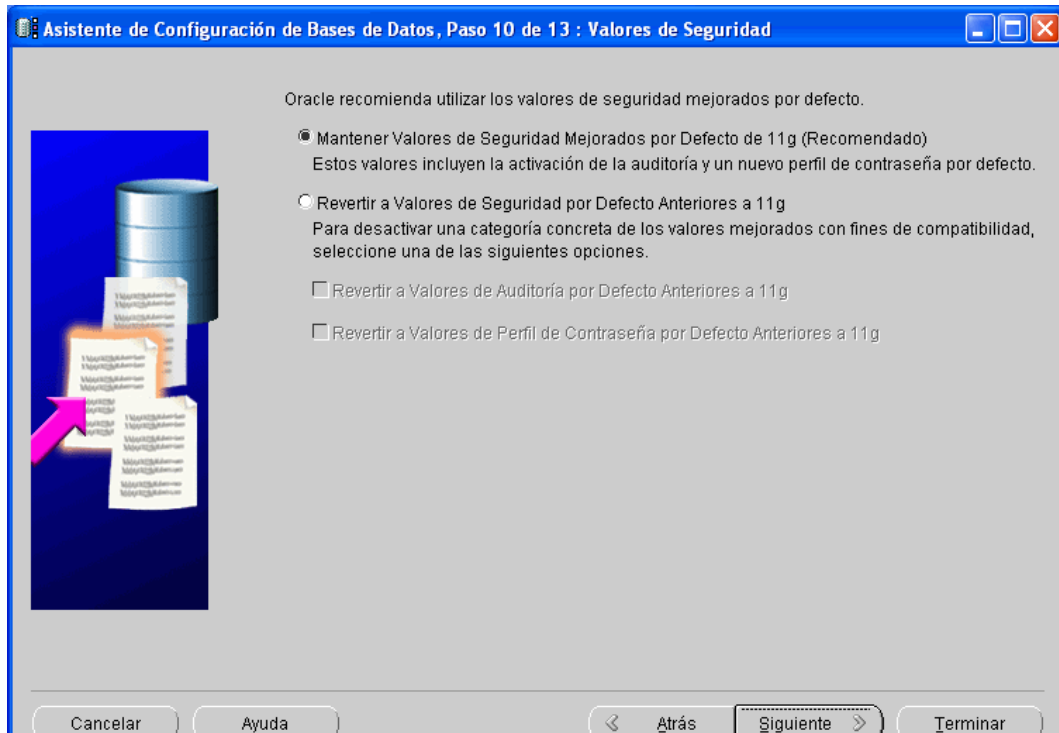 Asistente de Configuración de Bases de Datos, Paso 10 de 13 : Valores de Seguridad
Oracle recomienda utilizar los valores de seguridad mejorados por defecto.
Mantener Valores de Seguridad Mejorados por Defecto de 11g (Recomendado)
Estos valores incluyen la activación de la auditoría y un nuevo perfil de contraseña por defecto.
Revertir a Valores de Seguridad por Defecto Anteriores a 11g
Para desactivar una categoría concreta de los valores mejorados con fines de compatibilidad,
seleccione una de las siguientes opciones.
Revertir a Valores de Auditoría por Defecto Anteriores a 11g
Revertir a Valores de Perfil de Contraseña por Defecto Anteriores a 11g
Cancelar
Ayuda
Atrás
Siguiente
Terminar